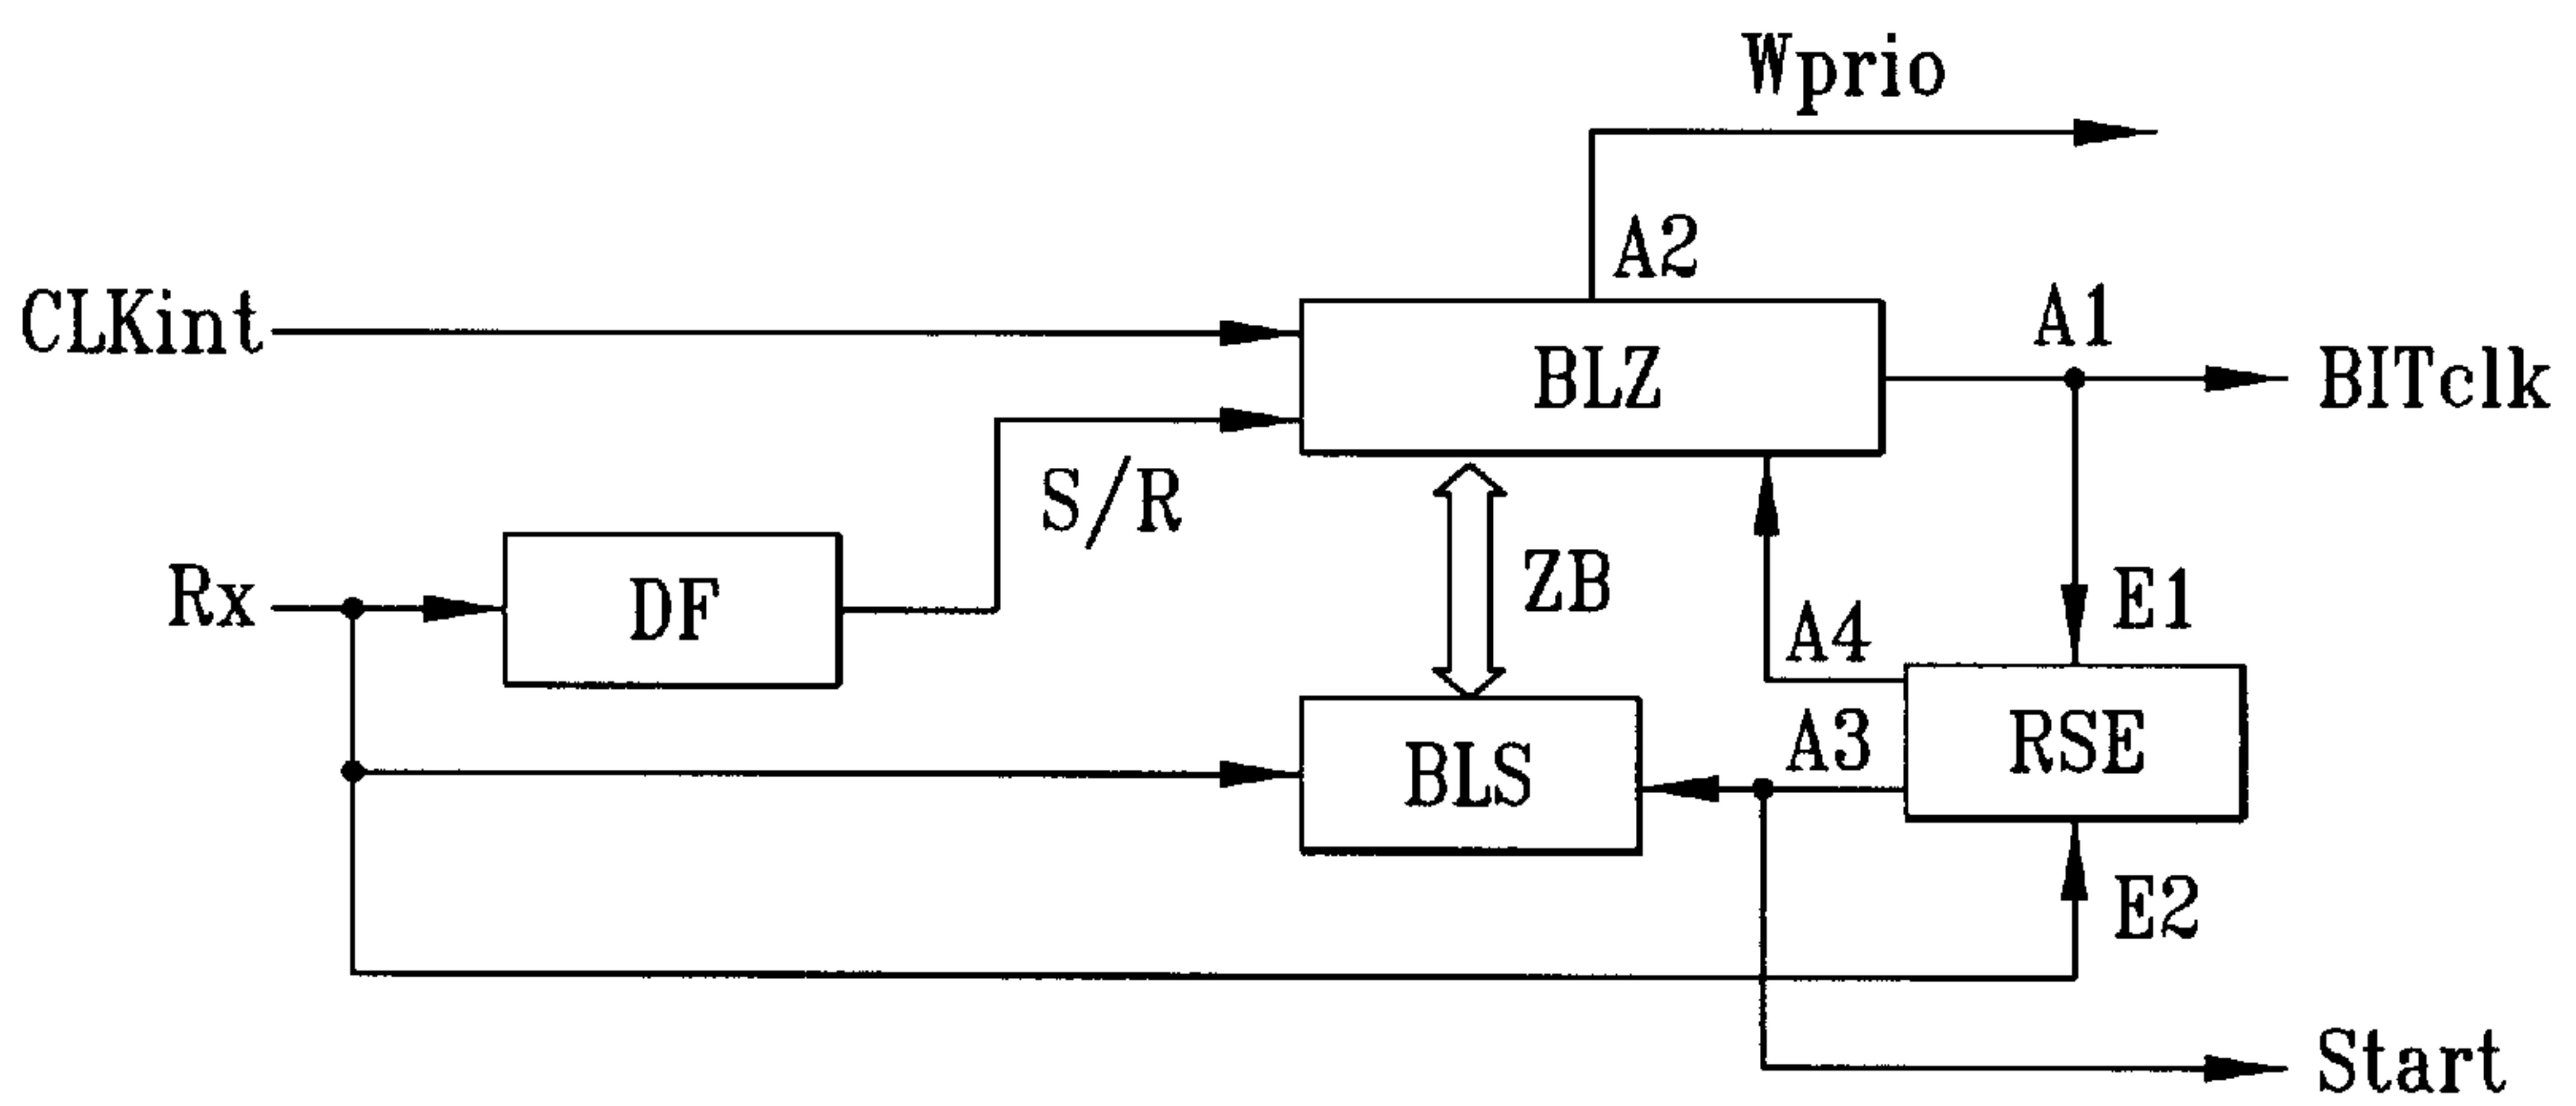 Wprio
A2
CLKint
A1
BLZ
BITclk
S/R
Rx
DF
ZB
E1
A4
A3
RSE
BLS
E2
Start